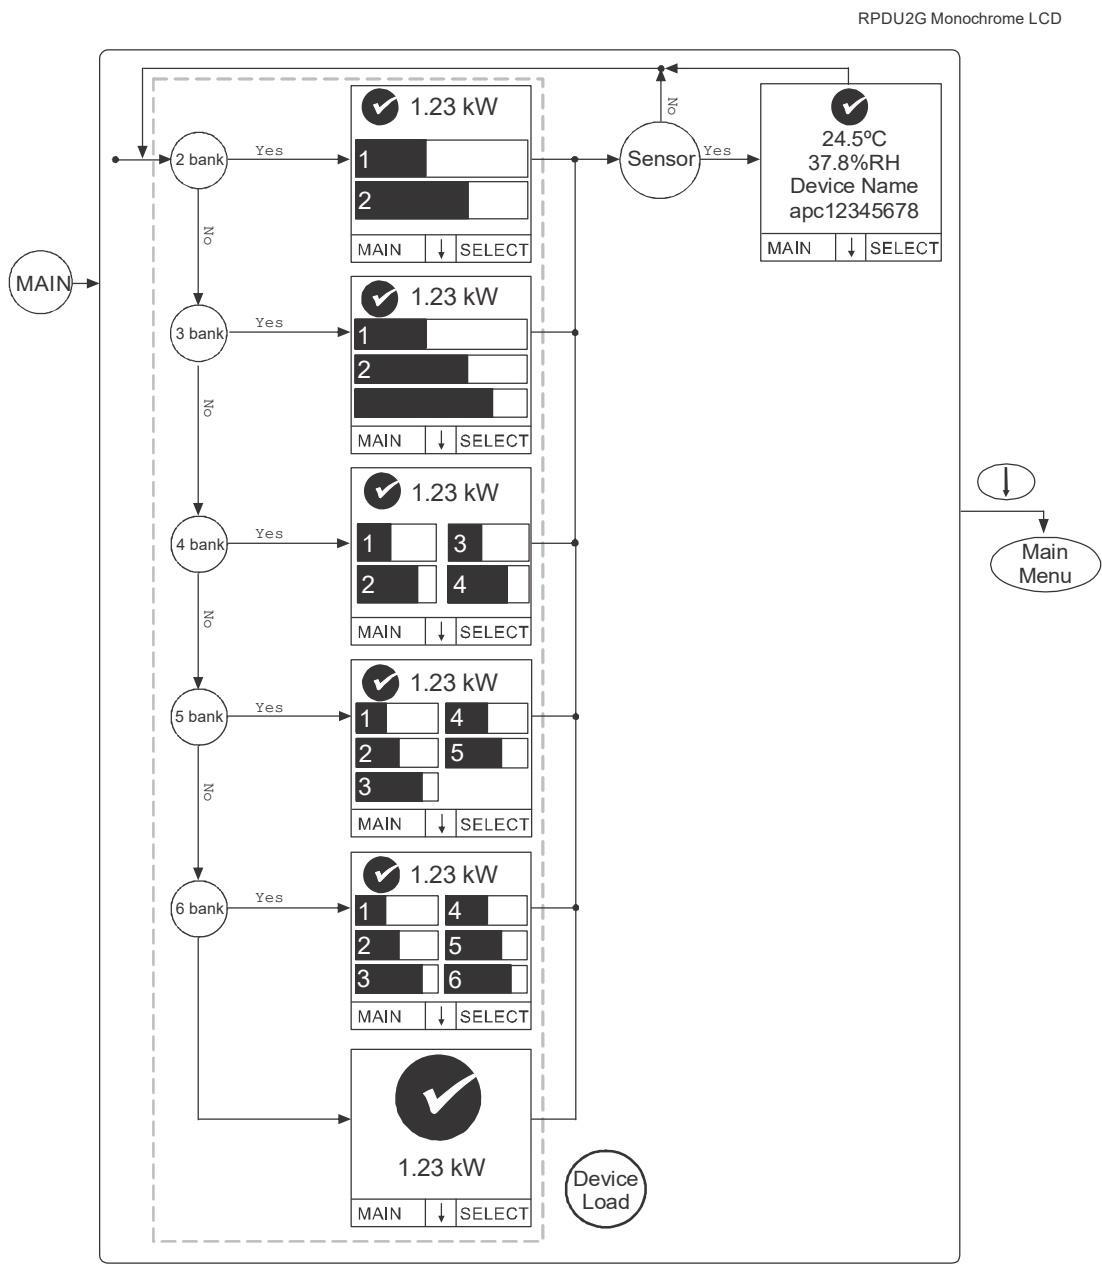 RPDU2G Monochrome LCD
MAIN
2 bank
Yes
No
1.23 kW
1
2
MAIN
SELECT
Sensor
No
Yes
24.5ºC
37.8%RH
Device Name
apc12345678
MAIN
SELECT
3 bank
Yes
No
1.23 kW
1
2
MAIN
SELECT
4 bank
Yes
No
1.23 kW
1
3
2
4
MAIN
SELECT
Main
Menu
5 bank
Yes
No
1.23 kW
1
4
2
5
3
MAIN
SELECT
6 bank
Yes
1.23 kW
1
4
2
5
3
6
MAIN
SELECT
1.23 kW
MAIN
SELECT
Device
Load